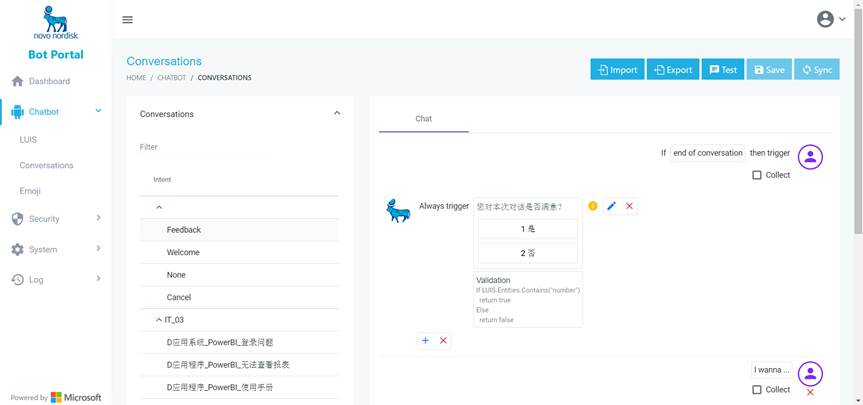 novo nordisk
Bot Portal
Dashboard
Chatbot
LUIS
Conversations
Emoji
Security
System
Log
Powered by Microsoft
Conversations
HOME / CHATBOT / CONVERSATIONS
Import
Export
Test
Save
Sync
Conversations
Filter
Intent
Feedback
Welcome
None
Cancel
IT_03
D应用系统_PowerBI_登录问题
D应用程序_PowerBI_无法查看报表
D应用程序_PowerBI_使用手册
Chat
If end of conversation then trigger
Collect
Always trigger
您对本次对话是否满意?
1 是
2 否
Validation
If LUIS.Entities.Contains("number")
return true
Else
return false
I wanna ...
Collect